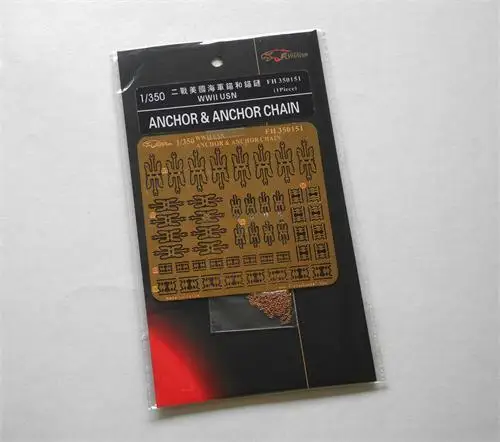 1/350
二戰美國海軍錨和錨鏈
WWII USN
FH 350151
(1Piece)
ANCHOR & ANCHOR CHAIN
1/350 WWII USN
ANCHOR & ANCHOR CHAIN
FH 350151